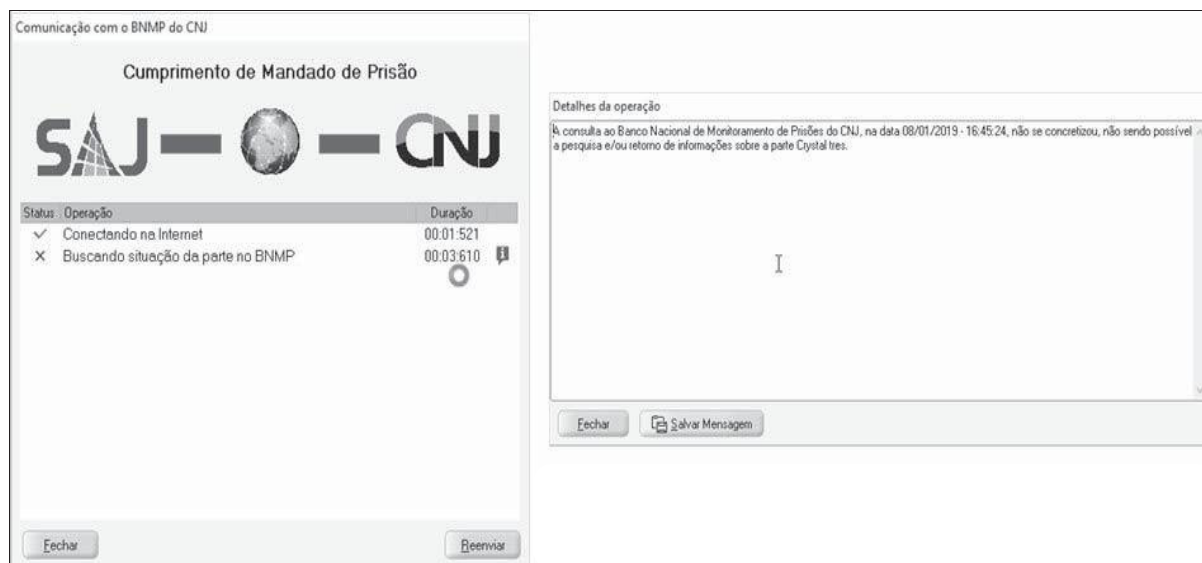 Comunicação com o BNMP do CNJ
Cumprimento de Mandado de Prisão
SAJ CNJ
Status Operação Duração
Conectando na Internet 00:01:521
Buscando situação da parte no BNMP 00:03:610
Fechar Reenviar
Detalhes da operação
A consulta ao Banco Nacional de Monitoramento de Prisões do CNJ, na data 08/01/2019 - 16:45:24, não se concretizou, não sendo possível
a pesquisa e/ou retorno de informações sobre a parte Crystal tres.
Fechar Salvar Mensagem